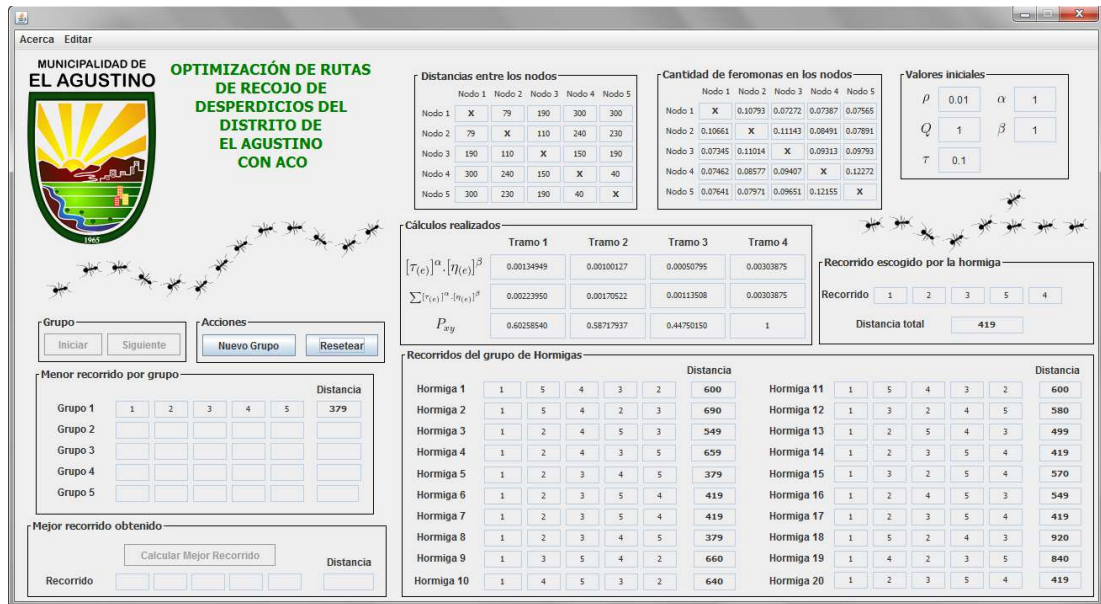 Acerca Editar
MUNICIPALIDAD DE
EL AGUSTINO
1965
OPTIMIZACIÓN DE RUTAS
DE RECOJO DE
DESPERDICIOS DEL
DISTRITO DE
EL AGUSTINO
CON ACO
Distancias entre los nodos
Nodo 1 Nodo 2 Nodo 3 Nodo 4 Nodo 5
Nodo 1 X 79 190 300 300
Nodo 2 79 X 110 240 230
Nodo 3 190 110 X 150 190
Nodo 4 300 240 150 X 40
Nodo 5 300 230 190 40 X
Cantidad de feromonas en los nodos
Nodo 1 Nodo 2 Nodo 3 Nodo 4 Nodo 5
Nodo 1 X 0.10793 0.07272 0.07387 0.07565
Nodo 2 0.10661 X 0.11143 0.08491 0.07891
Nodo 3 0.07345 0.11014 X 0.09313 0.09793
Nodo 4 0.07462 0.08577 0.09407 X 0.12272
Nodo 5 0.07641 0.07971 0.09651 0.12155 X
Valores iniciales
ρ 0.01 α 1
Q 1 β 1
τ 0.1
Cálculos realizados
Tramo 1 Tramo 2 Tramo 3 Tramo 4
[τ(e)]^α.[η(e)]^β 0.00134949 0.00100127 0.00050795 0.00303875
∑[τ(e)]^α.[η(e)]^β 0.00223950 0.00170522 0.00113508 0.00303875
Pxy 0.60258540 0.58717937 0.44750150 1
Recorrido escogido por la hormiga
Recorrido 1 2 3 5 4
Distancia total 419
Grupo
Iniciar Siguiente
Acciones
Nuevo Grupo Resetear
Menor recorrido por grupo
Distancia
Grupo 1 1 2 3 4 5 379
Grupo 2
Grupo 3
Grupo 4
Grupo 5
Mejor recorrido obtenido
Calcular Mejor Recorrido
Distancia
Recorrido
Recorridos del grupo de Hormigas
Distancia
Hormiga 1 1 5 4 3 2 600
Hormiga 2 1 5 4 2 3 690
Hormiga 3 1 2 4 5 3 549
Hormiga 4 1 2 4 3 5 659
Hormiga 5 1 2 3 4 5 379
Hormiga 6 1 2 3 5 4 419
Hormiga 7 1 2 3 5 4 419
Hormiga 8 1 2 3 4 5 379
Hormiga 9 1 3 5 4 2 660
Hormiga 10 1 4 5 3 2 640
Distancia
Hormiga 11 1 5 4 3 2 600
Hormiga 12 1 3 2 4 5 580
Hormiga 13 1 2 5 4 3 499
Hormiga 14 1 2 3 5 4 419
Hormiga 15 1 3 2 5 4 570
Hormiga 16 1 2 4 5 3 549
Hormiga 17 1 2 3 5 4 419
Hormiga 18 1 5 2 4 3 920
Hormiga 19 1 4 2 3 5 840
Hormiga 20 1 2 3 5 4 419